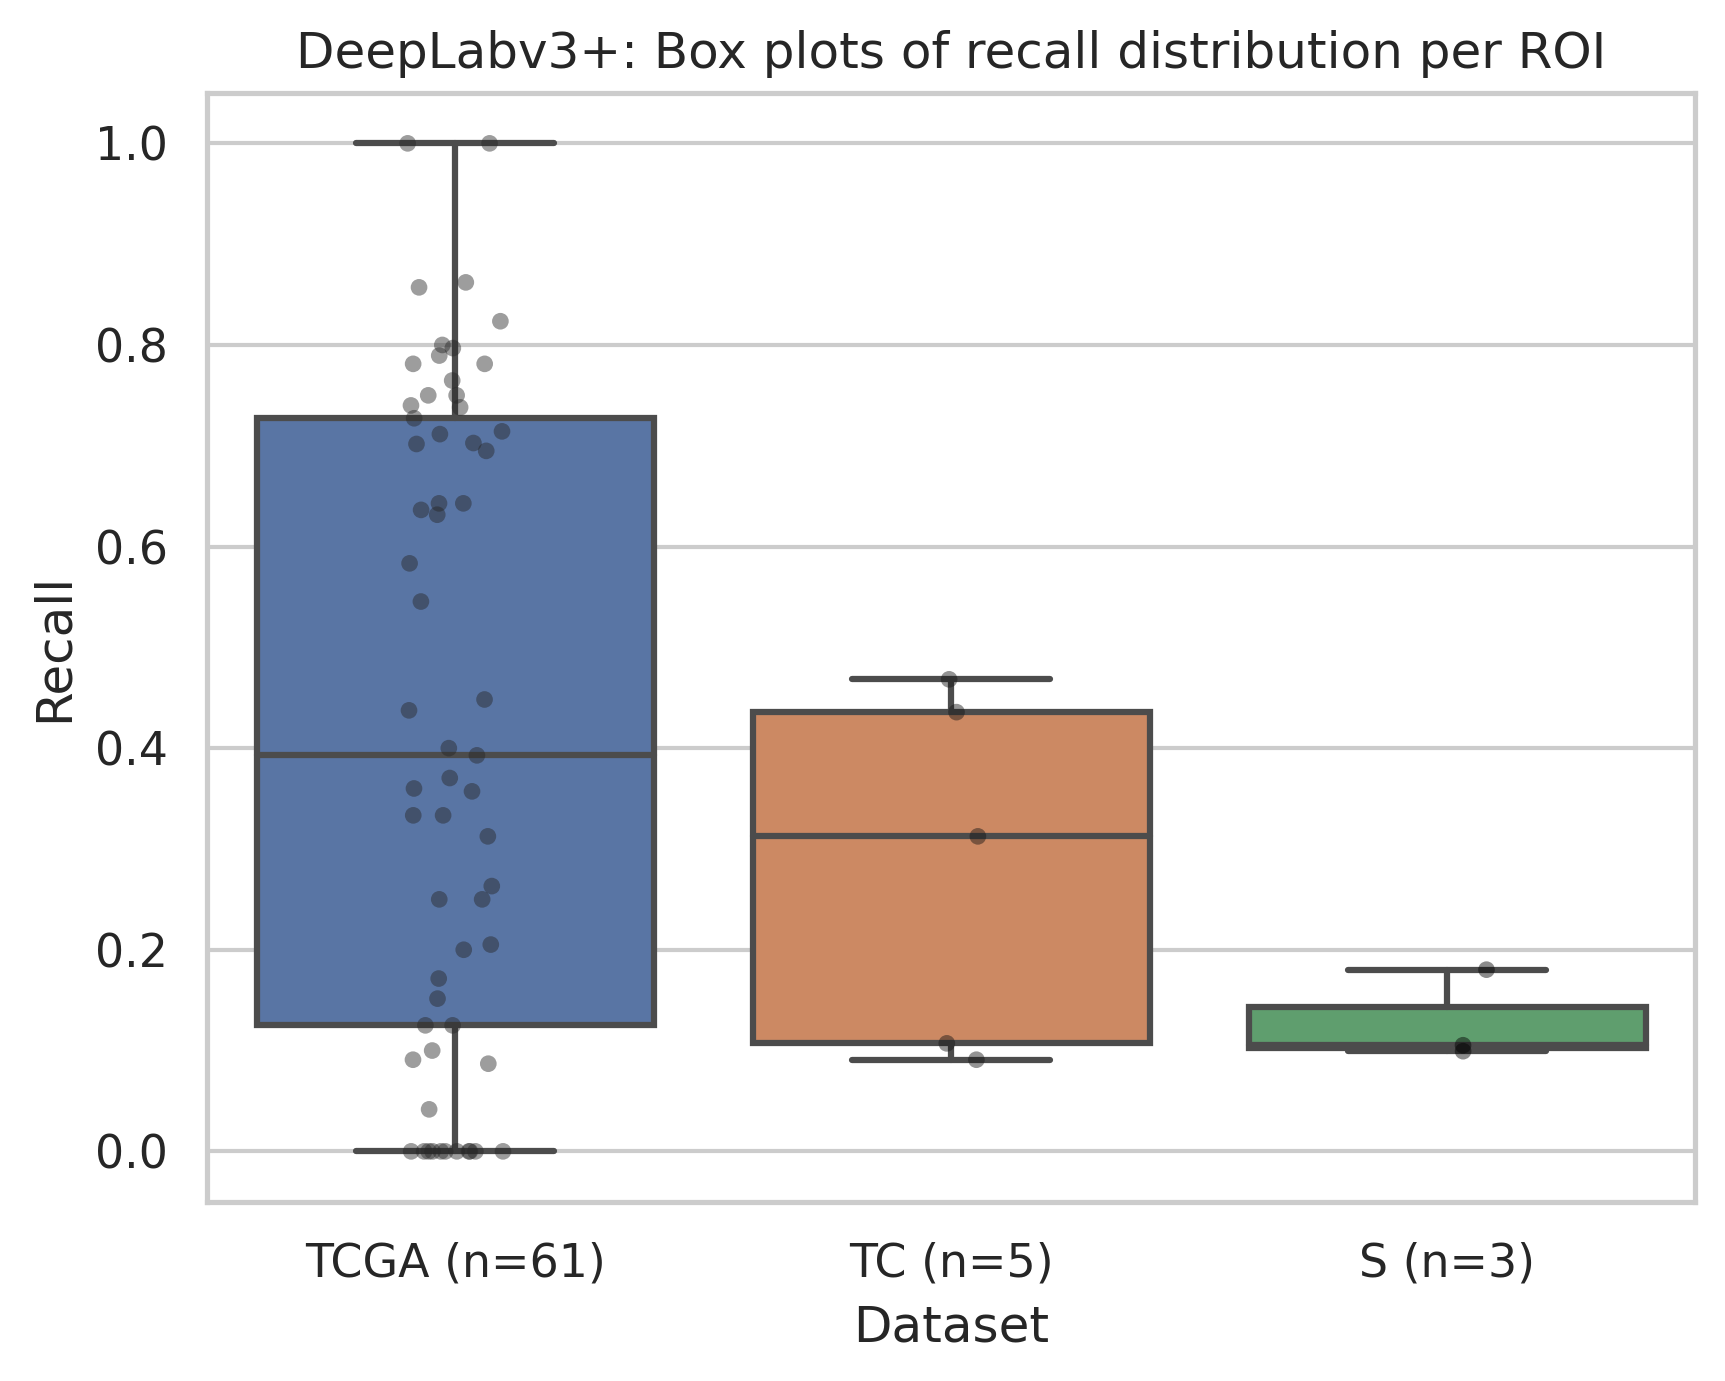 DeepLabv3+: Box plots of recall distribution per ROI
1.0
0.8
0.6
0.4
0.2
0.0
Recall
TCGA (n=61)
TC (n=5)
S (n=3)
Dataset